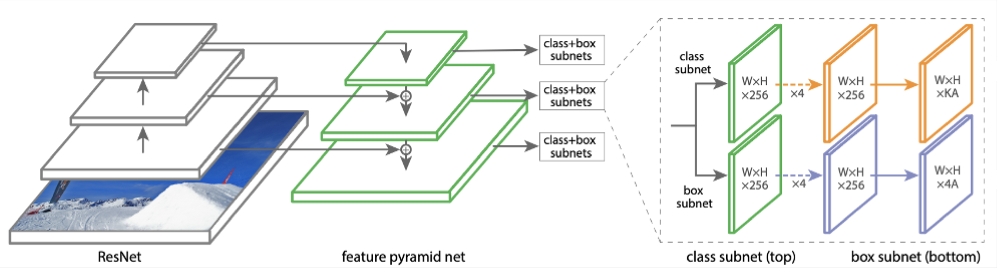 class+box
subnets
class+box
subnets
class+box
subnets
class
subnet
W×H
×256
×4
W×H
×256
W×H
×KA
box
subnet
W×H
×256
×4
W×H
×256
W×H
×4A
ResNet
feature pyramid net
class subnet (top)
box subnet (bottom)